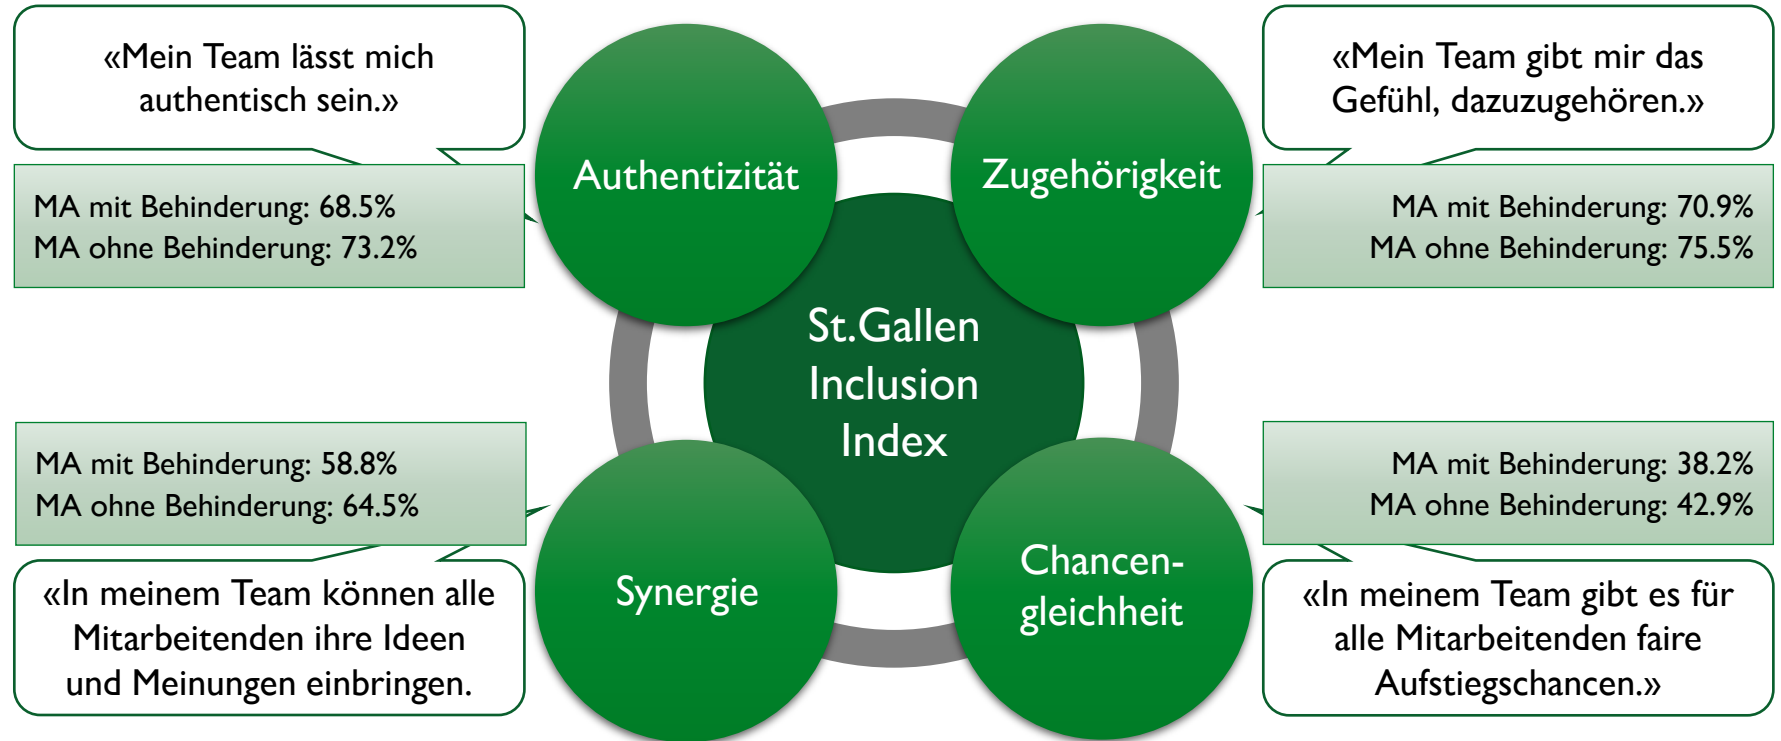 «Mein Team lässt mich
authentisch sein.»
MA mit Behinderung: 68.5%
MA ohne Behinderung: 73.2%
Authentizität
Zugehörigkeit
«Mein Team gibt mir das
Gefühl, dazuzugehören.»
MA mit Behinderung: 70.9%
MA ohne Behinderung: 75.5%
St.Gallen
Inclusion
Index
MA mit Behinderung: 58.8%
MA ohne Behinderung: 64.5%
«In meinem Team können alle
Mitarbeitenden ihre Ideen
und Meinungen einbringen.
Synergie
Chancen-
gleichheit
MA mit Behinderung: 38.2%
MA ohne Behinderung: 42.9%
«In meinem Team gibt es für
alle Mitarbeitenden faire
Aufstiegschancen.»